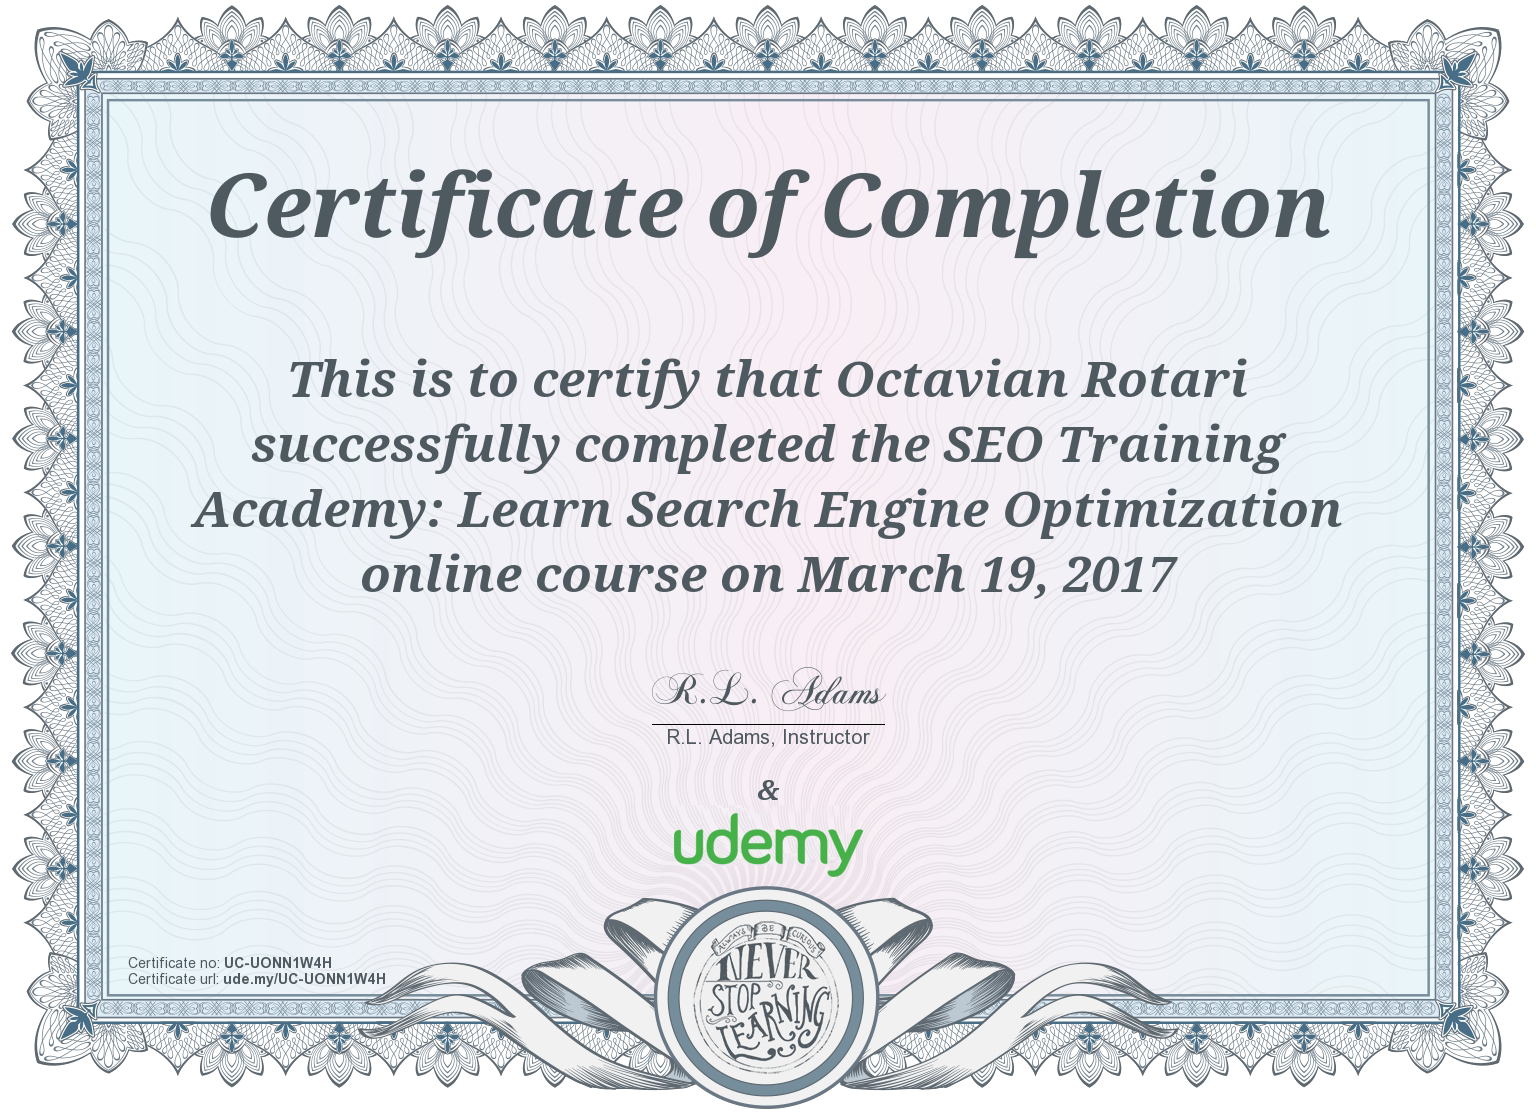 Certificate of Completion
This is to certify that Octavian Rotari
successfully completed the SEO Training
Academy: Learn Search Engine Optimization
online course on March 19, 2017
R.L. Adams
R.L. Adams, Instructor
&
udemy
ALWAYS BE CURIOUS
NEVER
STOP
LEARNING
Certificate no: UC-UONN1W4H
Certificate url: ude.my/UC-UONN1W4H